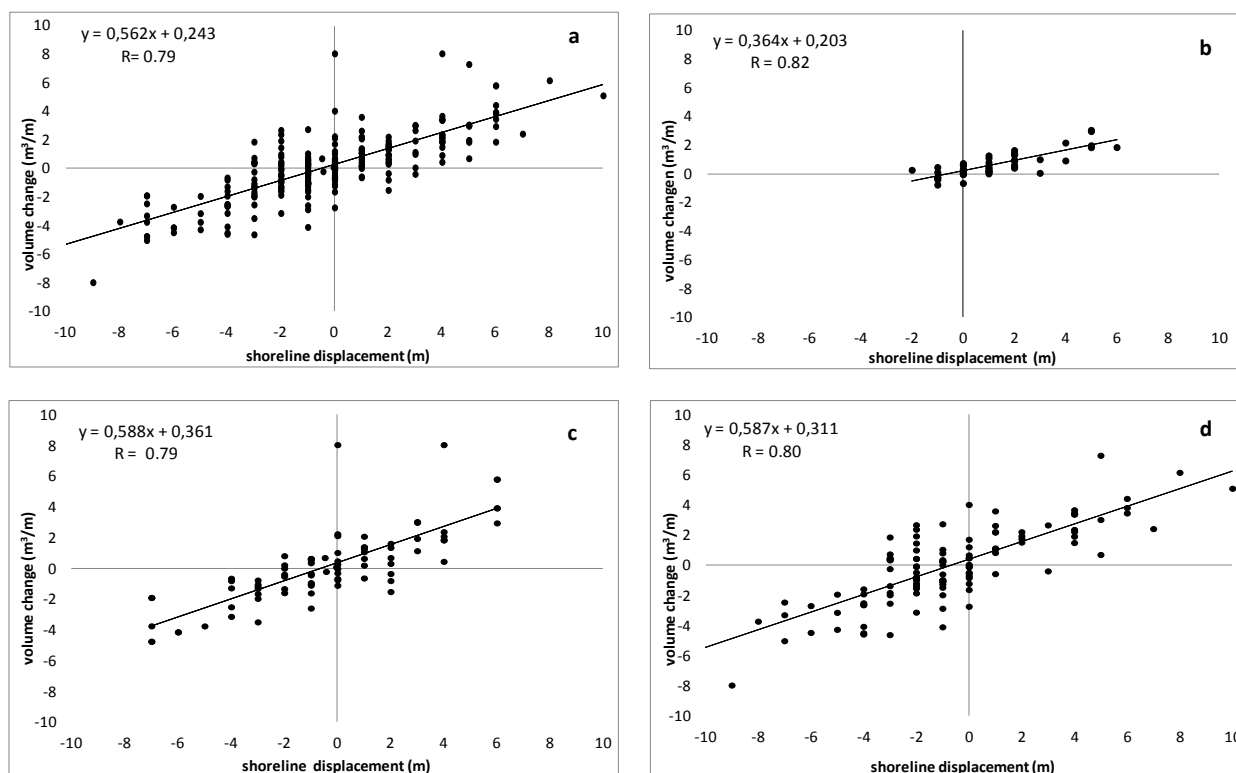 y = 0,562x + 0,243
R= 0.79
a
10
8
6
4
2
0
-2
-4
-6
-8
-10
volume change (m³/m)
-10 -8 -6 -4 -2 0 2 4 6 8 10
shoreline displacement (m)
y = 0,364x + 0,203
R = 0.82
b
10
8
6
4
2
0
-2
-4
-6
-8
-10
volume changen (m³/m)
-10 -8 -6 -4 -2 0 2 4 6 8 10
shoreline displacement (m)
y = 0,588x + 0,361
R = 0.79
c
10
8
6
4
2
0
-2
-4
-6
-8
-10
volume change (m³/m)
-10 -8 -6 -4 -2 0 2 4 6 8 10
shoreline displacement (m)
y = 0,587x + 0,311
R = 0.80
d
10
8
6
4
2
0
-2
-4
-6
-8
-10
volume change (m³/m)
-10 -8 -6 -4 -2 0 2 4 6 8 10
shoreline displacement (m)